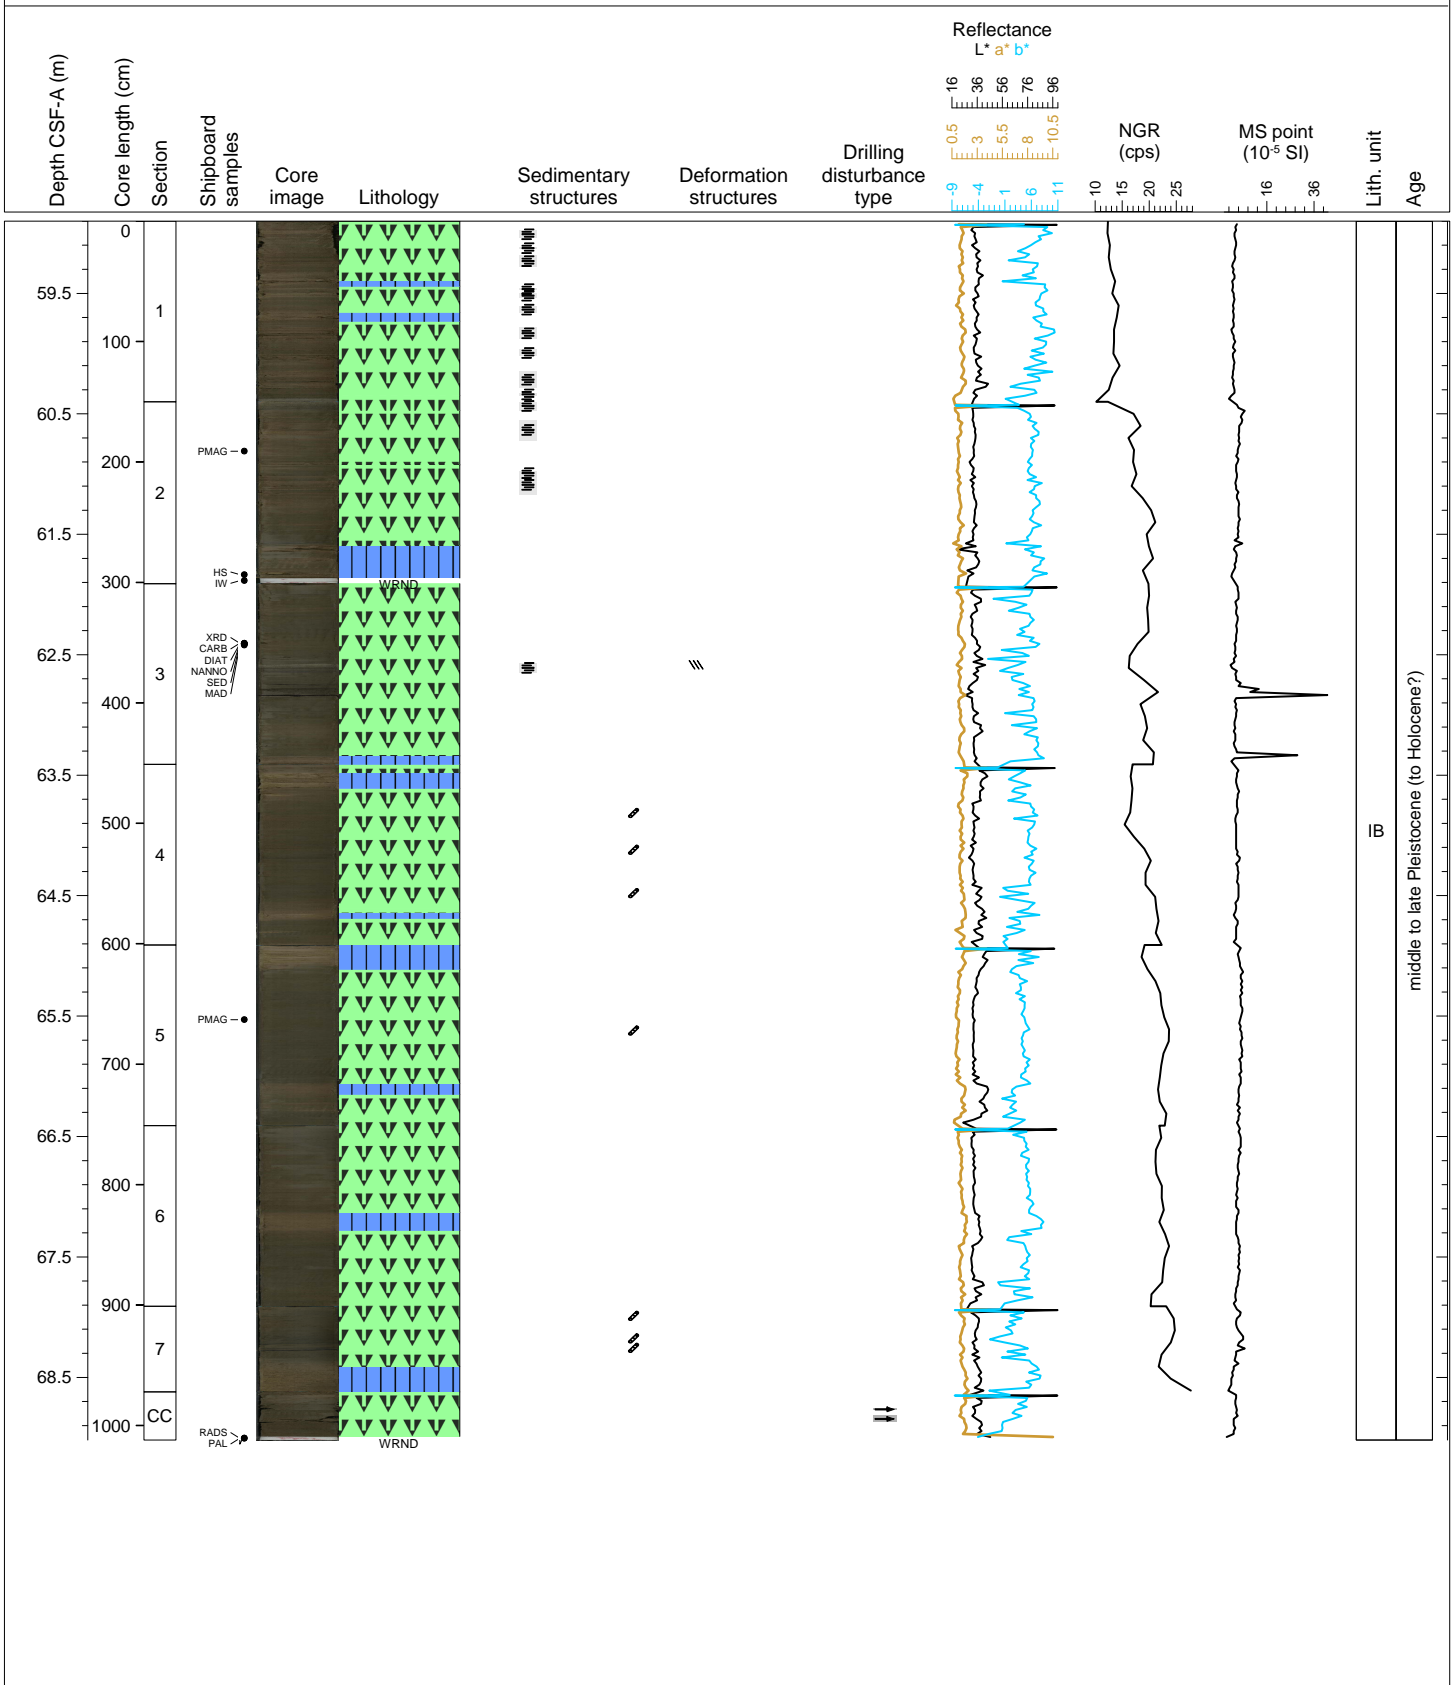 Depth CSF-A (m)
Core length (cm)
Section
Shipboard
samples
Core
image
Lithology
Sedimentary
structures
Deformation
structures
Drilling
disturbance
type
Reflectance
L* a* b*
16 36 56 76 96
0.5 3 5.5 8 10.5
-9 -4 1 6 11
NGR
(cps)
10 15 20 25
MS point
(10-5 SI)
16 36
Lith. unit
Age
0
59.5
1
100
60.5
PMAG
200
2
61.5
HS
IW
300
WRND
XRD
CARB
DIAT
NANNO
SED
MAD
62.5
3
400
63.5
500
4
IB
middle to late Pleistocene (to Holocene?)
64.5
600
65.5
PMAG
5
700
66.5
800
6
67.5
900
7
68.5
CC
1000
RADS
PAL
WRND